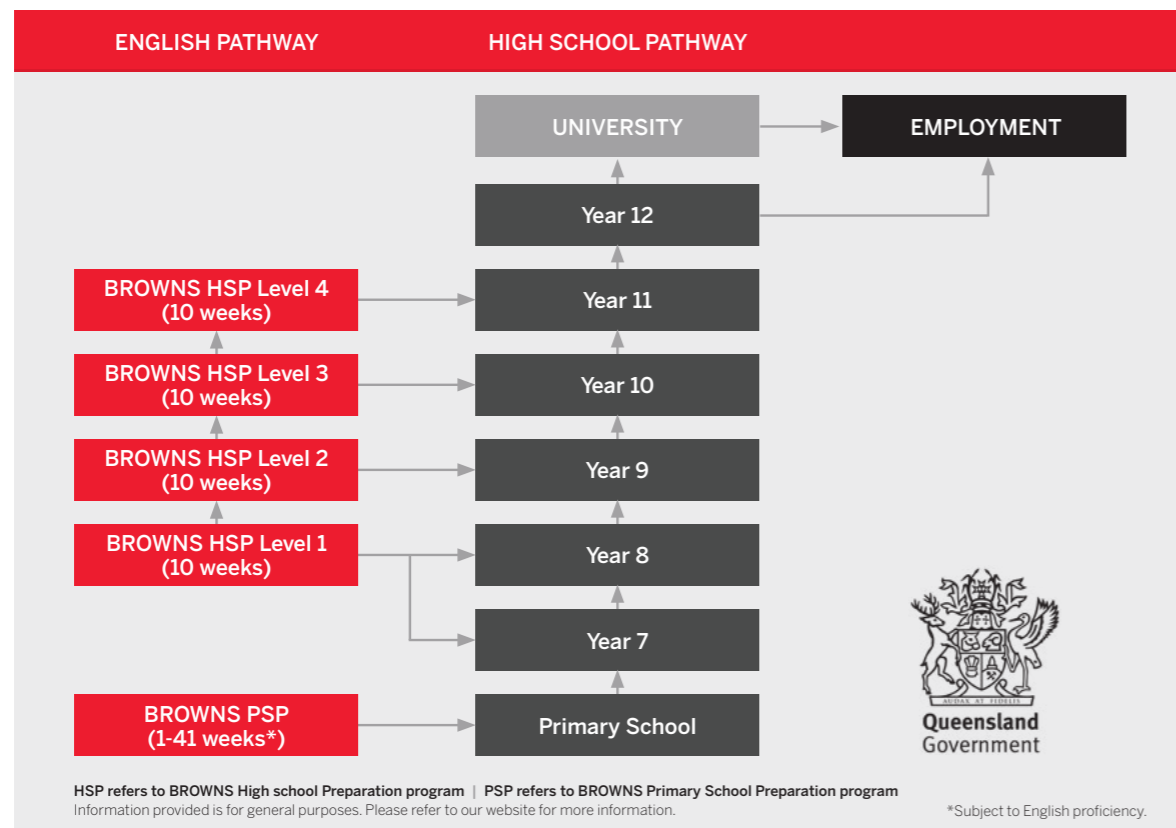 ENGLISH PATHWAY
HIGH SCHOOL PATHWAY
UNIVERSITY
EMPLOYMENT
Year 12
BROWNS HSP Level 4
(10 weeks)
Year 11
BROWNS HSP Level 3
(10 weeks)
Year 10
BROWNS HSP Level 2
(10 weeks)
Year 9
BROWNS HSP Level 1
(10 weeks)
Year 8
Year 7
BROWNS PSP
(1-41 weeks*)
Primary School
AUDAX AT FIDELIS
Queensland
Government
HSP refers to BROWNS High school Preparation program | PSP refers to BROWNS Primary School Preparation program
Information provided is for general purposes. Please refer to our website for more information.
*Subject to English proficiency.